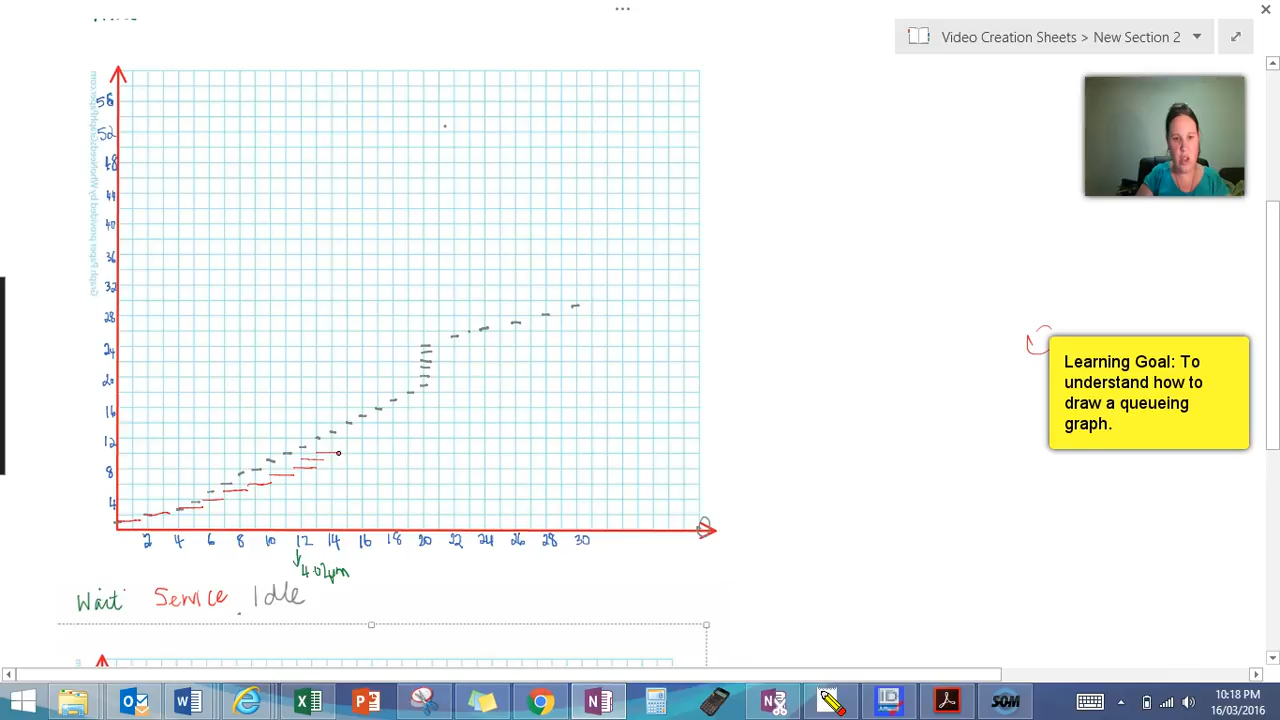 Video Creation Sheets > New Section 2
56
52
48
44
40
36
32
28
24
20
16
12
8
4
2 4 6 8 10 12 14 16 18 20 22 24 26 28 30
4.02pm
Learning Goal: To
understand how to
draw a queueing
graph.
Wait Service Idle
10:18 PM
16/03/2016